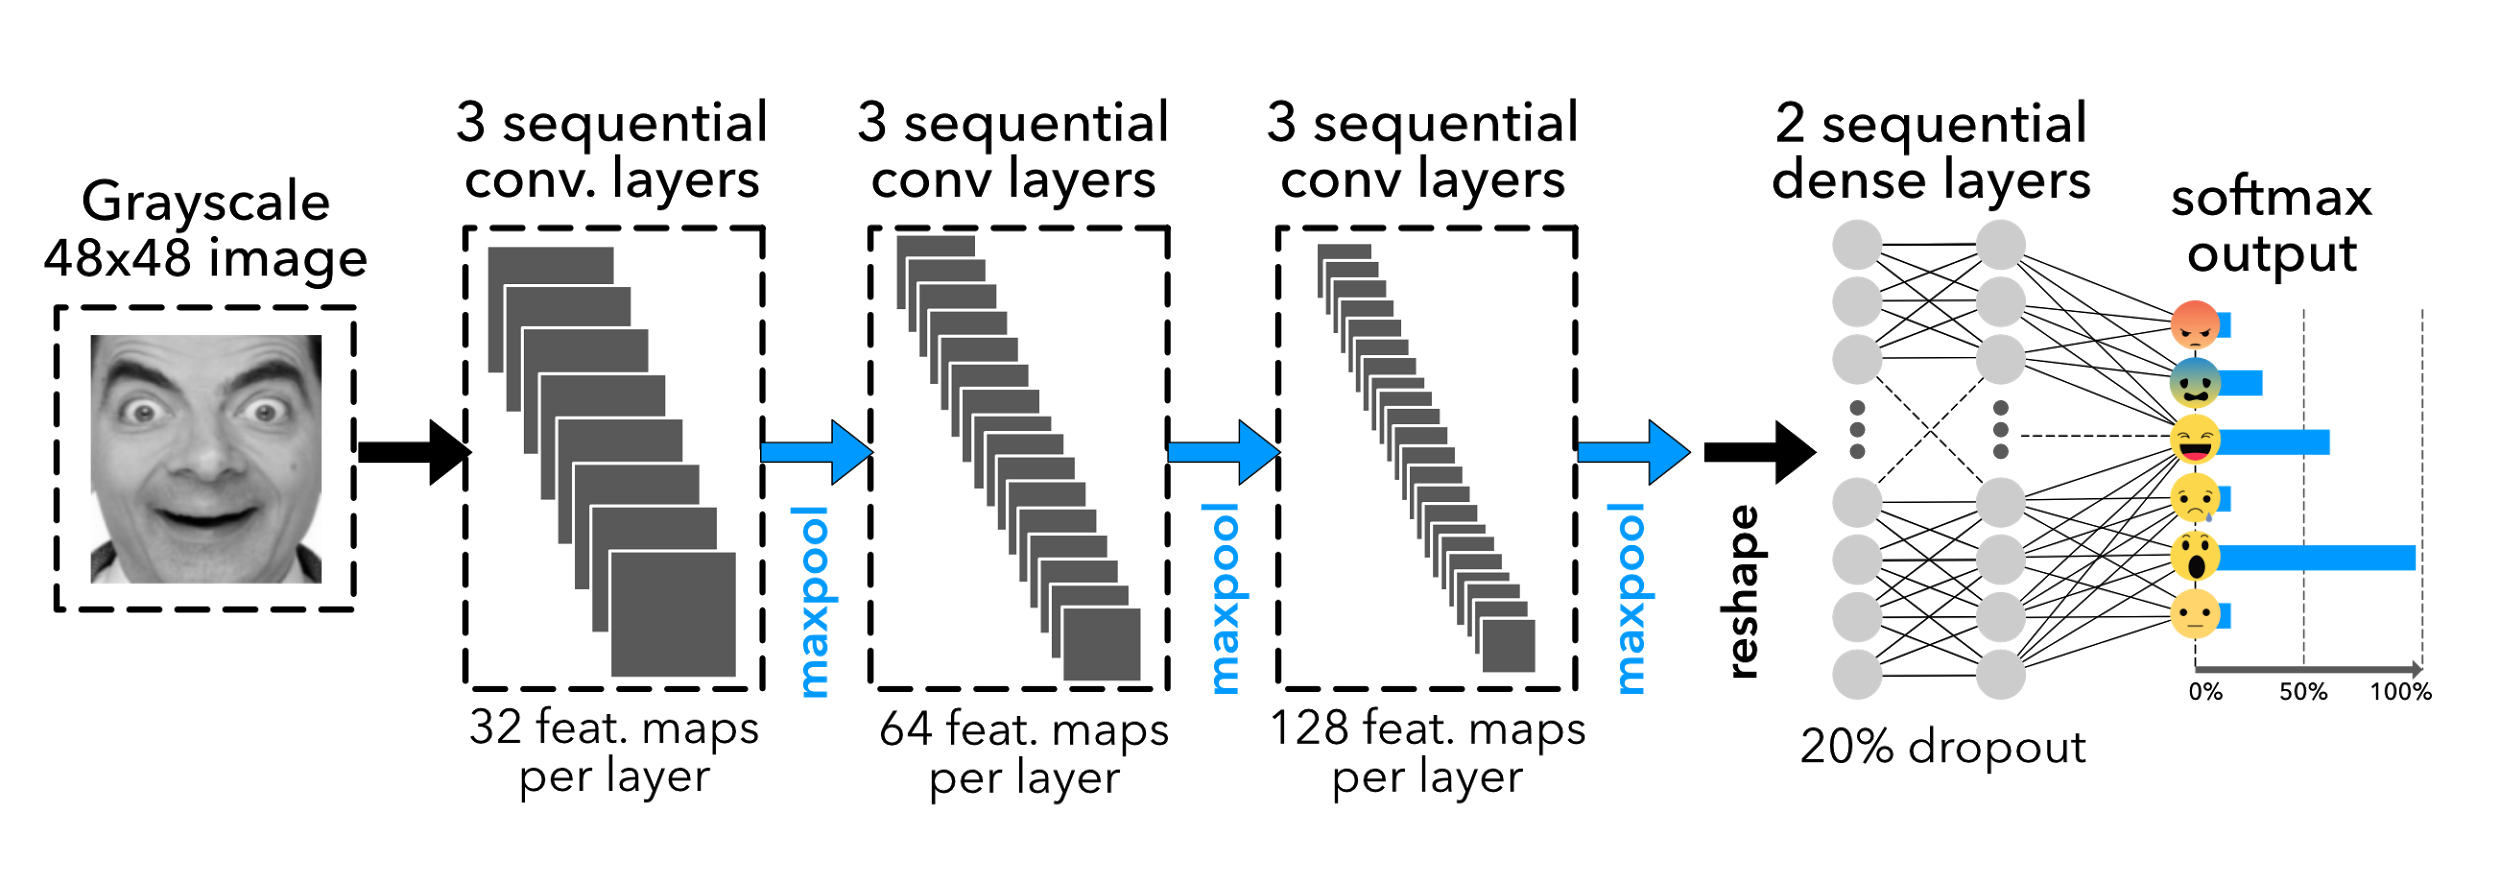 Grayscale
48x48 image
3 sequential
conv. layers
32 feat. maps
per layer
maxpool
3 sequential
conv layers
64 feat. maps
per layer
maxpool
3 sequential
conv layers
128 feat. maps
per layer
maxpool
reshape
2 sequential
dense layers
20% dropout
softmax
output
0% 50% 100%